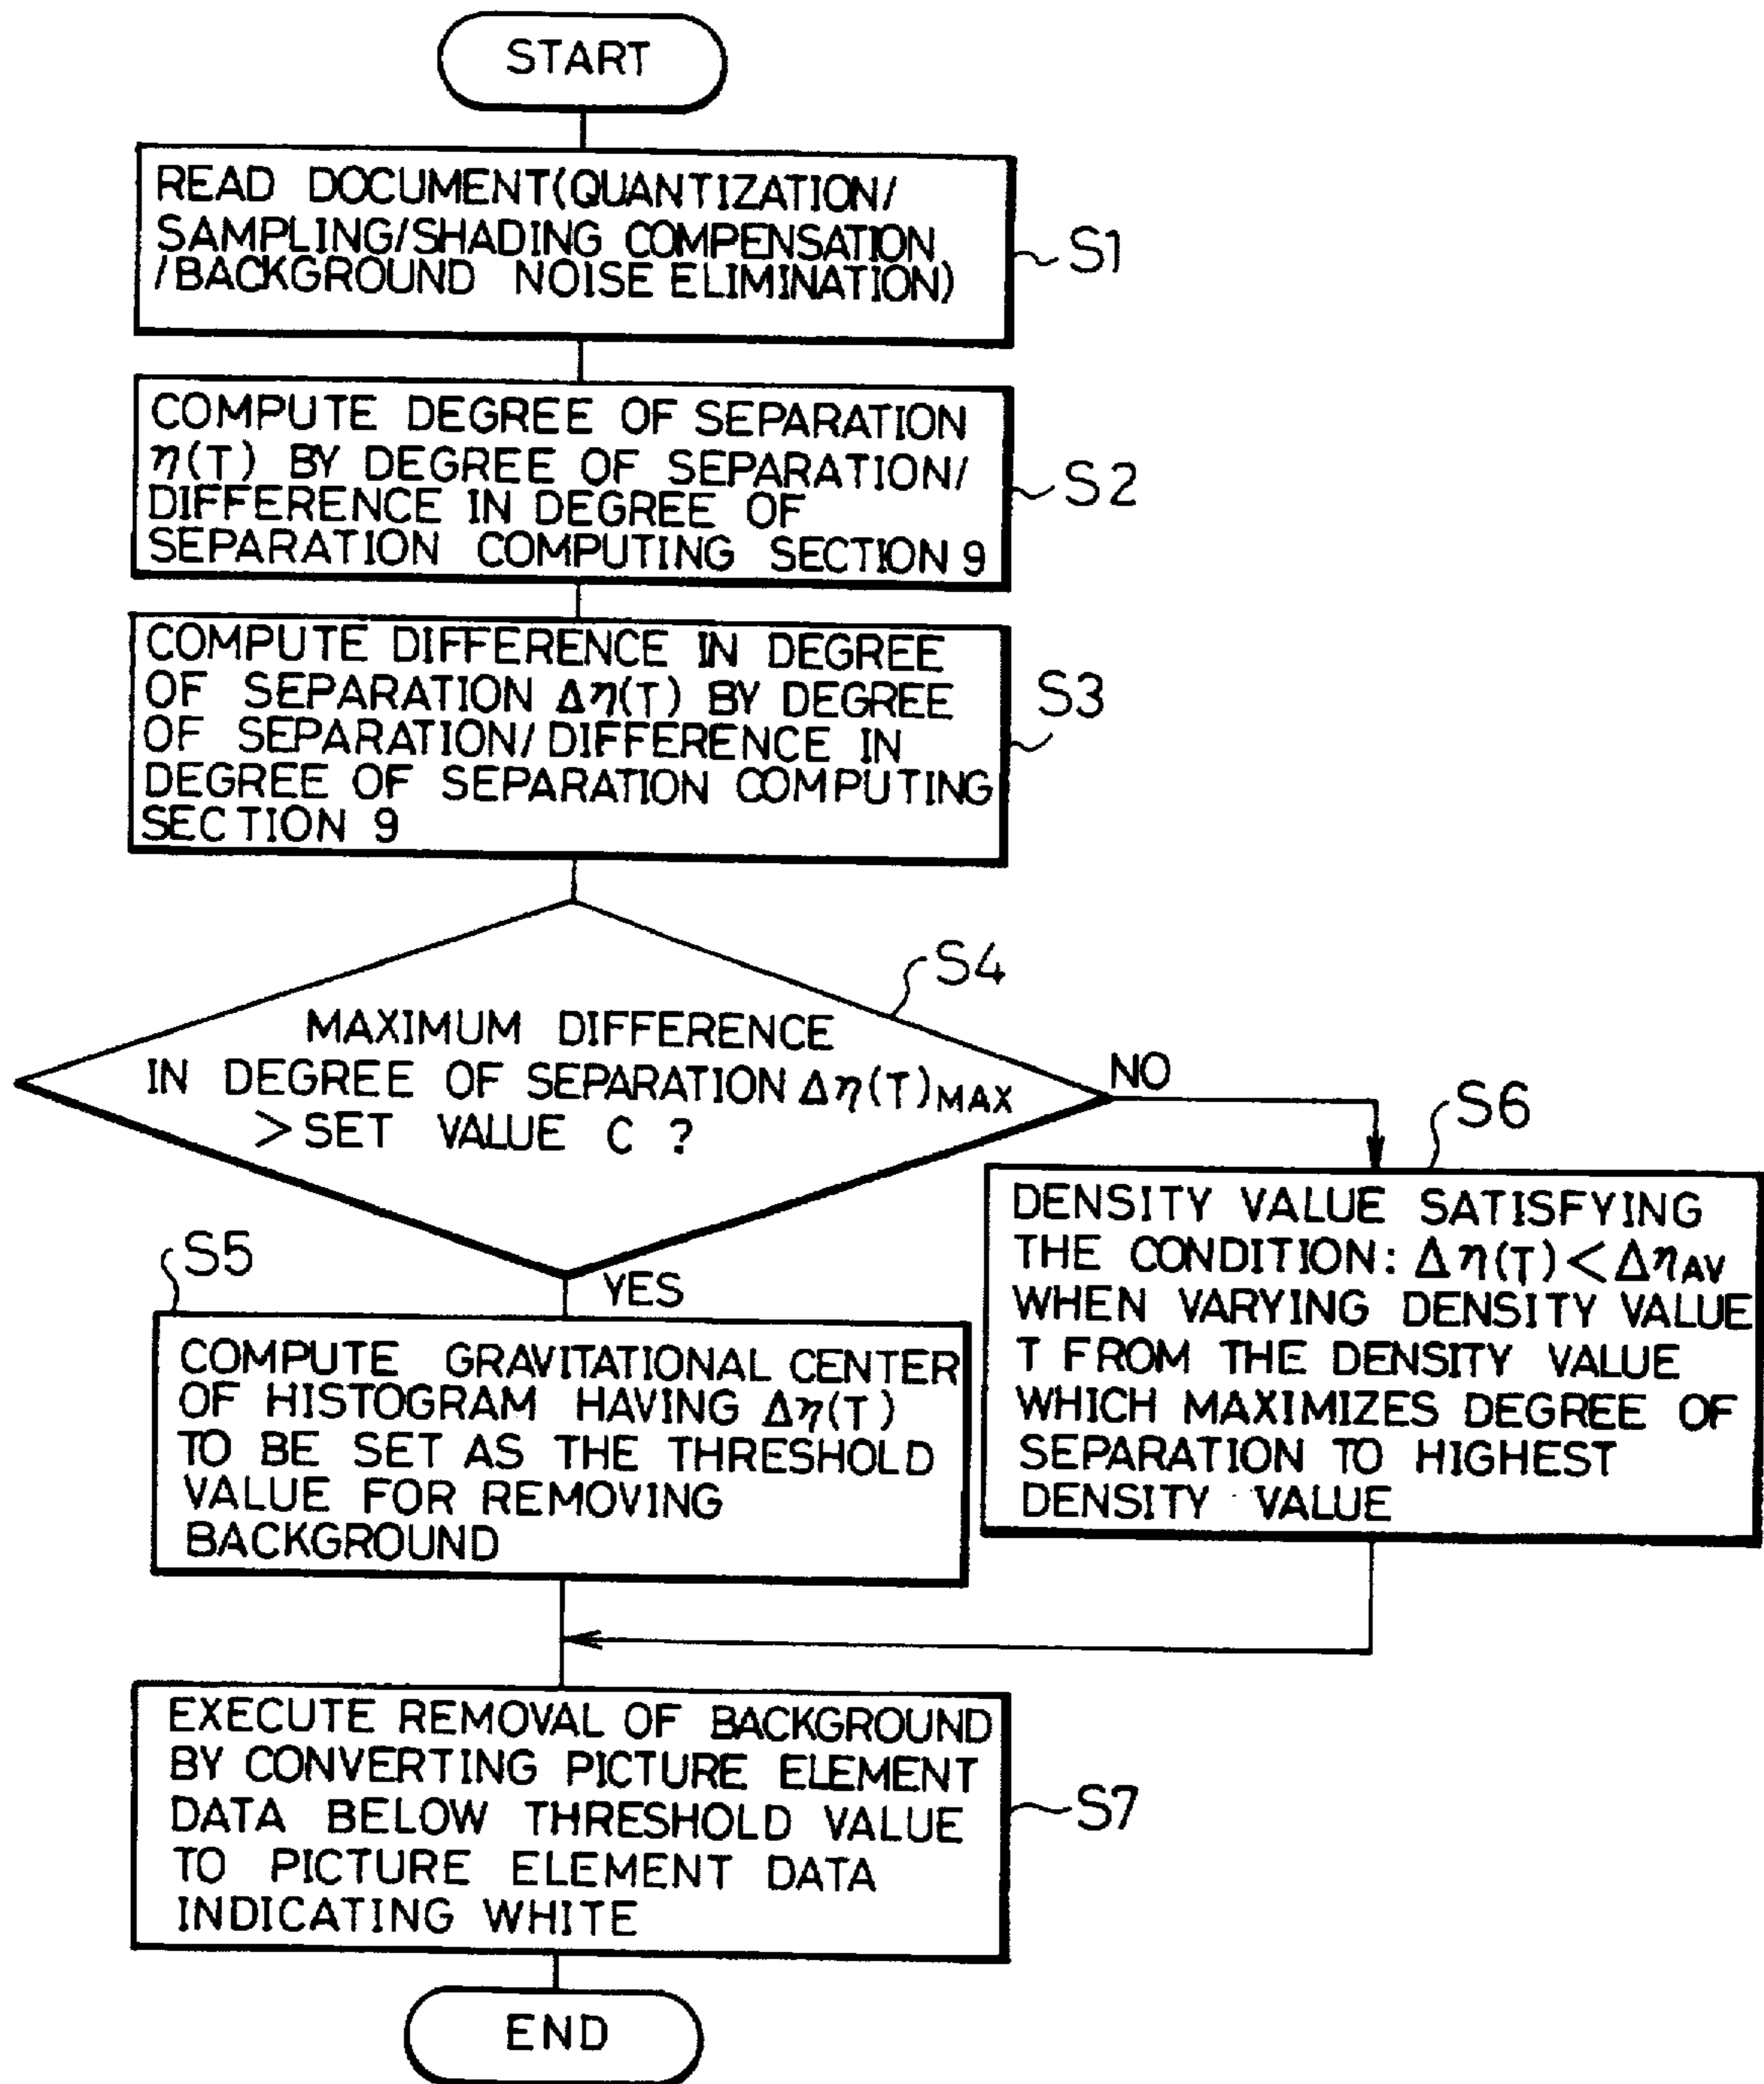 START
READ DOCUMENT(QUANTIZATION/
SAMPLING/SHADING COMPENSATION
/BACKGROUND NOISE ELIMINATION)
S1
COMPUTE DEGREE OF SEPARATION
η(T) BY DEGREE OF SEPARATION/
DIFFERENCE IN DEGREE OF
SEPARATION COMPUTING SECTION 9
S2
COMPUTE DIFFERENCE IN DEGREE
OF SEPARATION Δη(T) BY DEGREE
OF SEPARATION/DIFFERENCE IN
DEGREE OF SEPARATION COMPUTING
SECTION 9
S3
S4
MAXIMUM DIFFERENCE
IN DEGREE OF SEPARATION Δη(T)MAX
>SET VALUE C ?
NO
YES
S5
COMPUTE GRAVITATIONAL CENTER
OF HISTOGRAM HAVING Δη(T)
TO BE SET AS THE THRESHOLD
VALUE FOR REMOVING
BACKGROUND
S6
DENSITY VALUE SATISFYING
THE CONDITION: Δη(T)<ΔηAV
WHEN VARYING DENSITY VALUE
T FROM THE DENSITY VALUE
WHICH MAXIMIZES DEGREE OF
SEPARATION TO HIGHEST
DENSITY VALUE
EXECUTE REMOVAL OF BACKGROUND
BY CONVERTING PICTURE ELEMENT
DATA BELOW THRESHOLD VALUE
TO PICTURE ELEMENT DATA
INDICATING WHITE
S7
END